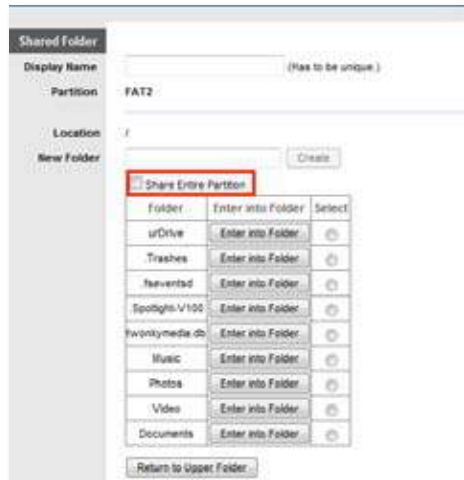 Shared Folder
Display Name (Has to be unique.)
Partition FAT2
Location /
New Folder Create
Share Entire Partition
Folder Enter into Folder Select
urDrive Enter into Folder
.Trashes Enter into Folder
.fseventsd Enter into Folder
.Spotlight-V100 Enter into Folder
twonkymedia.db Enter into Folder
Music Enter into Folder
Photos Enter into Folder
Video Enter into Folder
Documents Enter into Folder
Return to Upper Folder